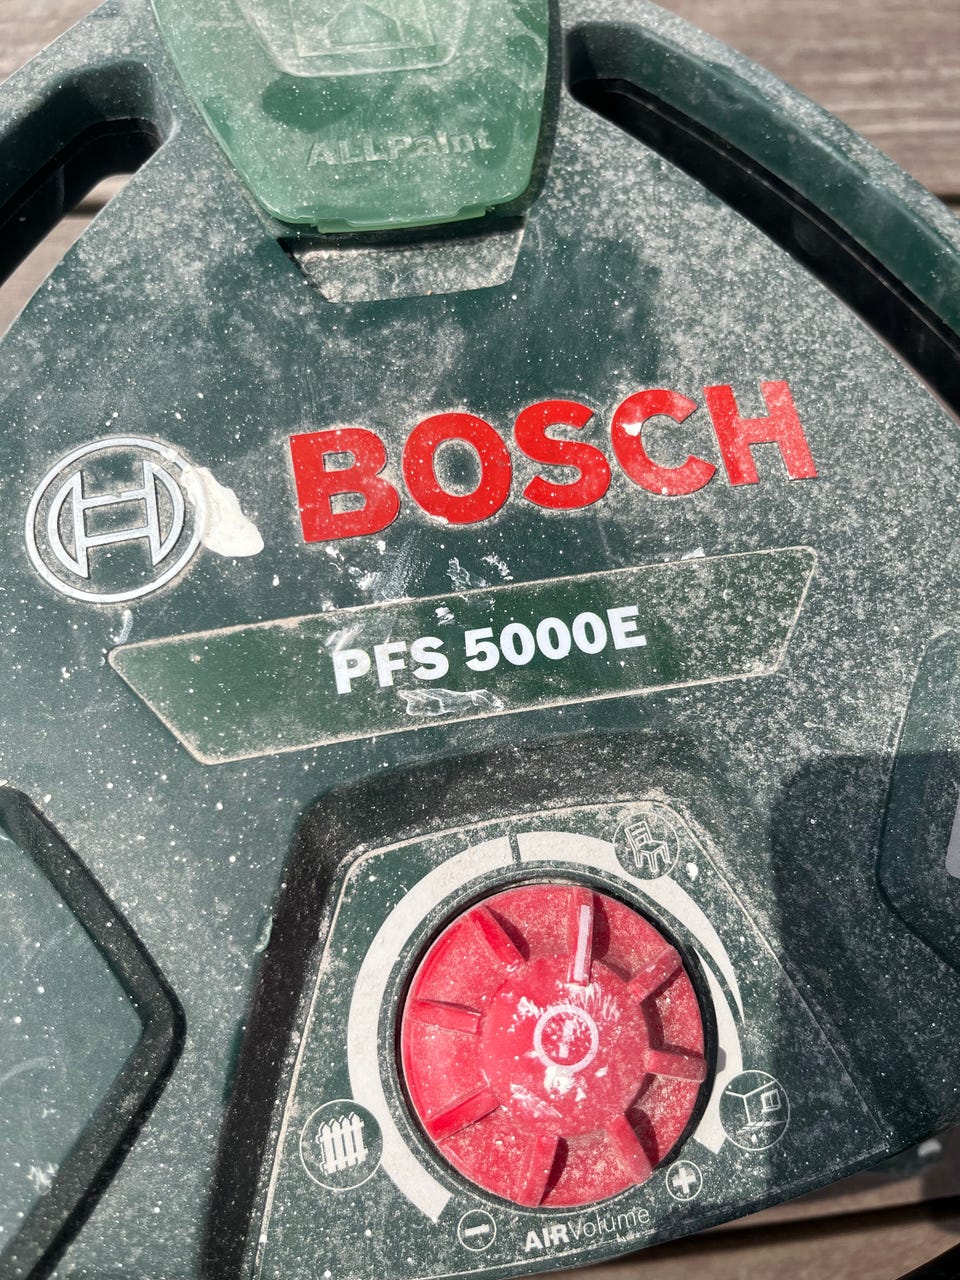 ALLPaint
BOSCH
PFS 5000E
AIRVolume